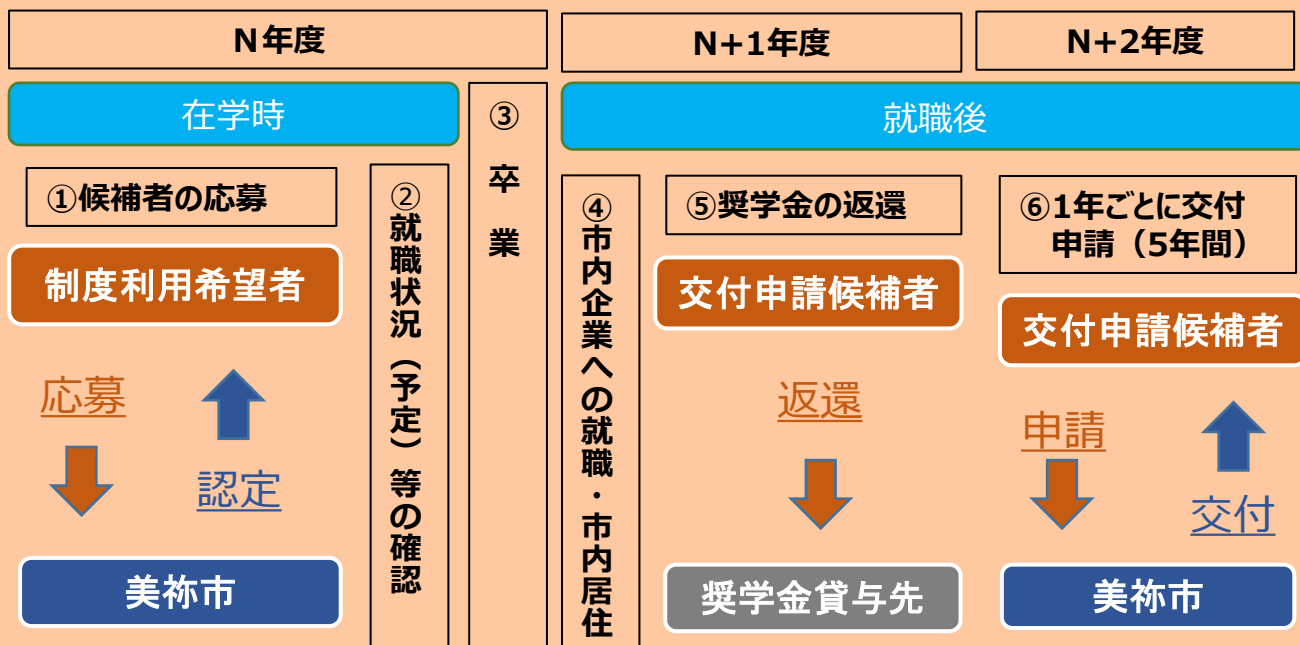 N年度
N+1年度
N+2年度
在学時
③卒業
就職後
①候補者の応募
制度利用希望者
応募
認定
美祢市
②就職状況（予定）等の確認
④市内企業への就職・市内居住
⑤奨学金の返還
交付申請候補者
返還
奨学金貸与先
⑥1年ごとに交付
申請（5年間）
交付申請候補者
申請
交付
美祢市